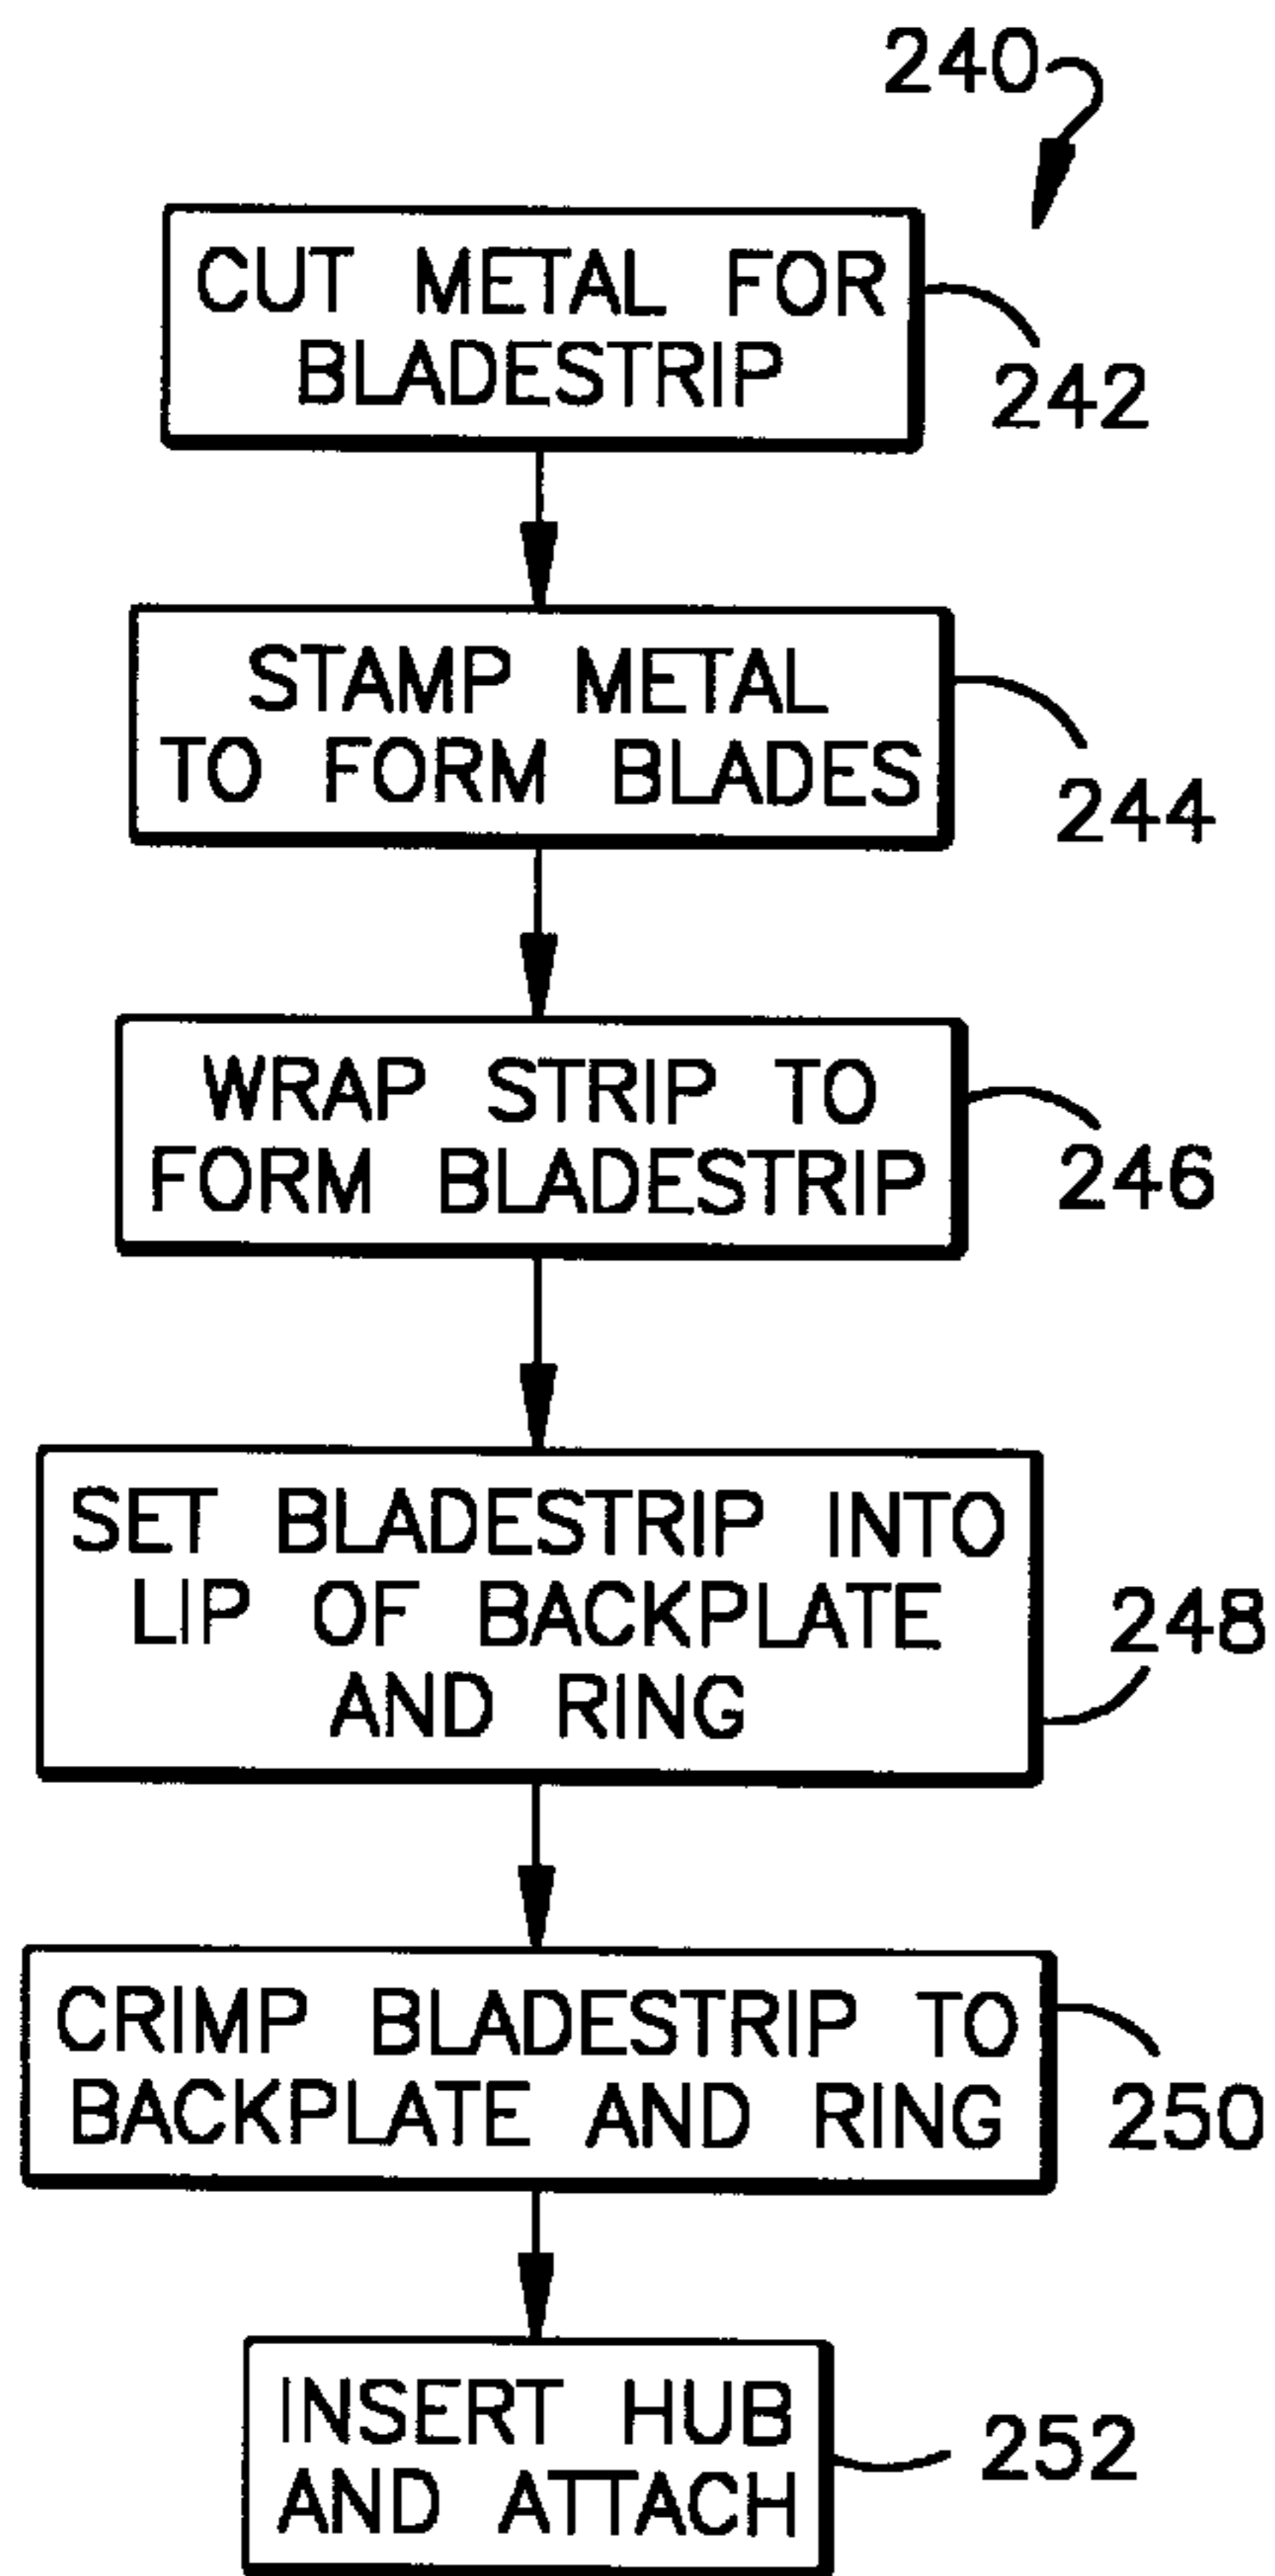 240
CUT METAL FOR
BLADESTRIP
242
STAMP METAL
TO FORM BLADES
244
WRAP STRIP TO
FORM BLADESTRIP
246
SET BLADESTRIP INTO
LIP OF BACKPLATE
AND RING
248
CRIMP BLADESTRIP TO
BACKPLATE AND RING
250
INSERT HUB
AND ATTACH
252